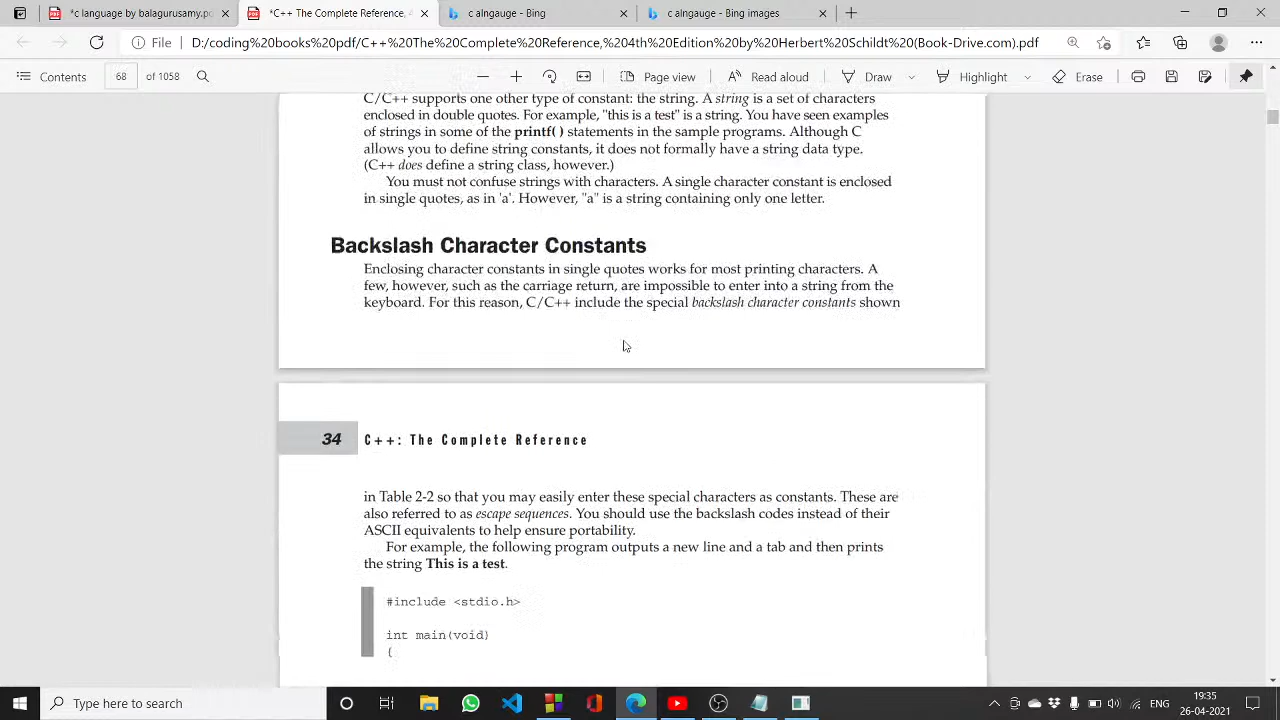 *C language by balagurusamy.pd
*C++ The Complete Reference, 4
c langauge - Bing
c alngauge - Bing images
File
D:/coding%20books%20pdf/C++%20The%20Complete%20Reference,%204th%20Edition%20by%20Herbert%20Schildt%20(Book-Drive.com).pdf
Contents
68 of 1058
Page view
Read aloud
Draw
Highlight
Erase
C/C++ supports one other type of constant: the string. A string is a set of characters
enclosed in double quotes. For example, "this is a test" is a string. You have seen examples
of strings in some of the printf( ) statements in the sample programs. Although C
allows you to define string constants, it does not formally have a string data type.
(C++ does define a string class, however.)
You must not confuse strings with characters. A single character constant is enclosed
in single quotes, as in 'a'. However, "a" is a string containing only one letter.
Backslash Character Constants
Enclosing character constants in single quotes works for most printing characters. A
few, however, such as the carriage return, are impossible to enter into a string from the
keyboard. For this reason, C/C++ include the special backslash character constants shown
34
C++: The Complete Reference
in Table 2-2 so that you may easily enter these special characters as constants. These are
also referred to as escape sequences. You should use the backslash codes instead of their
ASCII equivalents to help ensure portability.
For example, the following program outputs a new line and a tab and then prints
the string This is a test.
#include <stdio.h>
int main(void)
{
Type here to search
ENG
19:35
26-04-2021